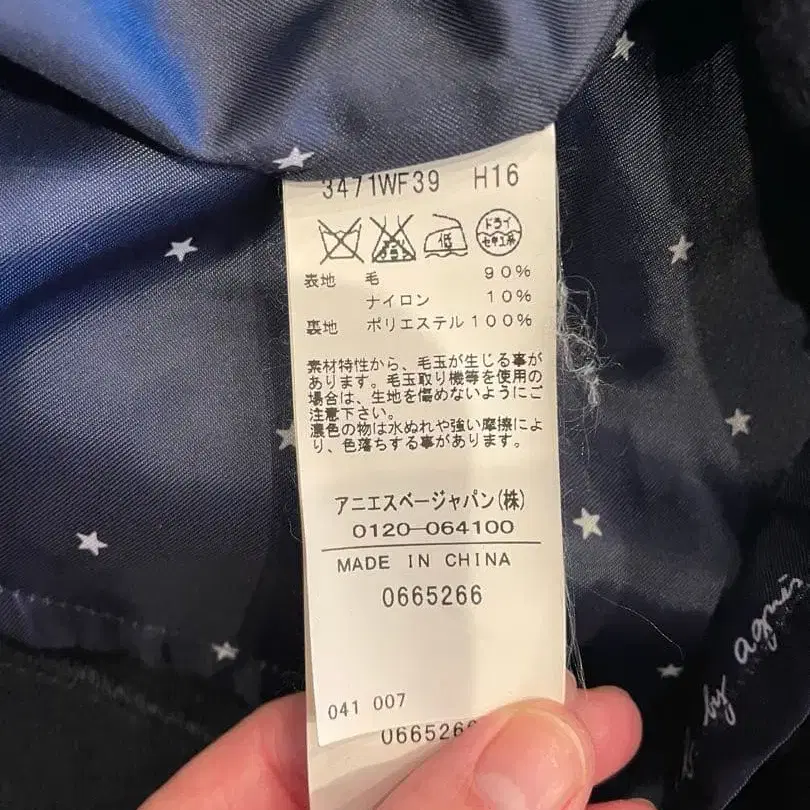 3471WF39 H16
低 ドライ セキユ系
表地 毛 90%
ナイロン 10%
裏地 ポリエステル 100%
素材特性から、毛玉が生じる事が
あります。毛玉取り機等を使用の
場合は、生地を傷めないようにご
注意下さい。
濃色の物は水ぬれや強い摩擦によ
り、色落ちする事があります。
アニエスベージャパン(株)
0120-064100
MADE IN CHINA
0665266
041 007
066526
by agnès